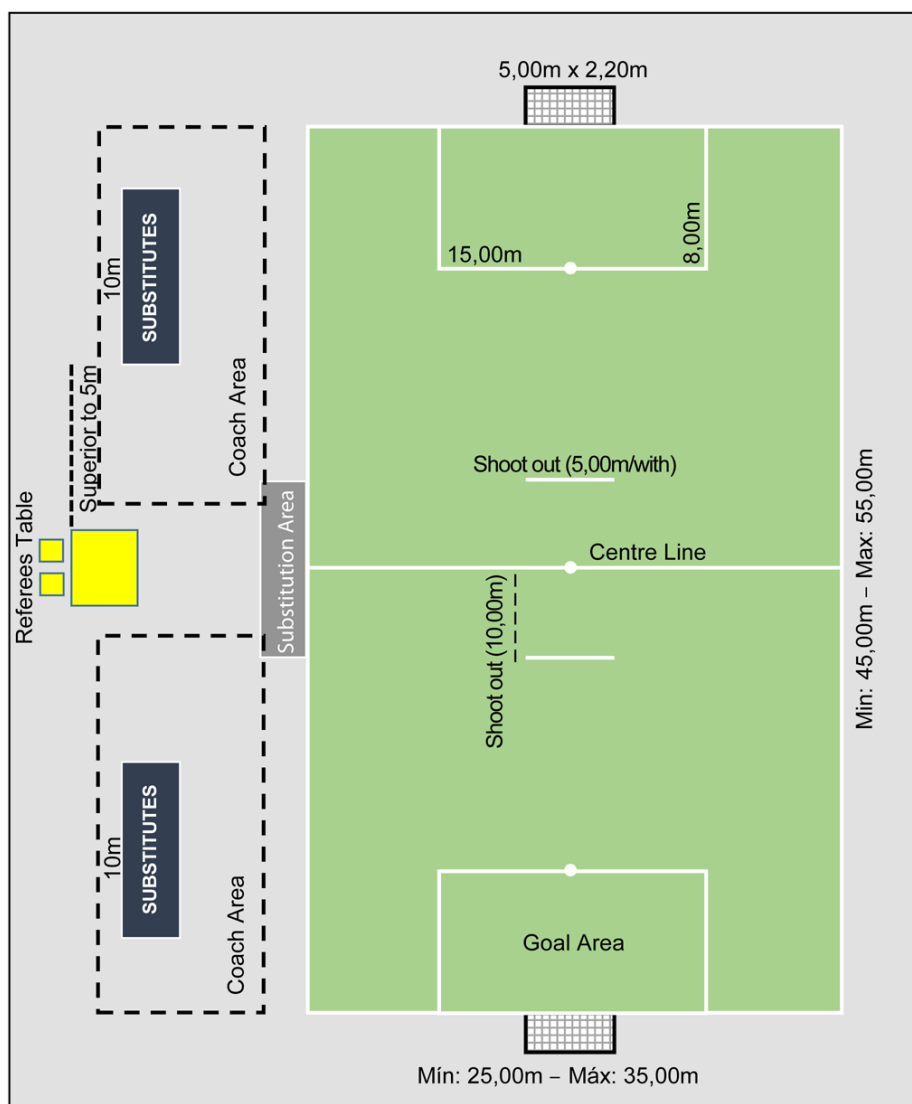 5,00m x 2,20m
SUBSTITUTES
10m
15,00m
8,00m
Coach Area
Superior to 5m
Referees Table
Substitution Area
Shoot out (5,00m/with)
Centre Line
Shoot out (10,00m)
Min: 45,00m – Max: 55,00m
SUBSTITUTES
10m
Coach Area
Goal Area
Mín: 25,00m – Máx: 35,00m